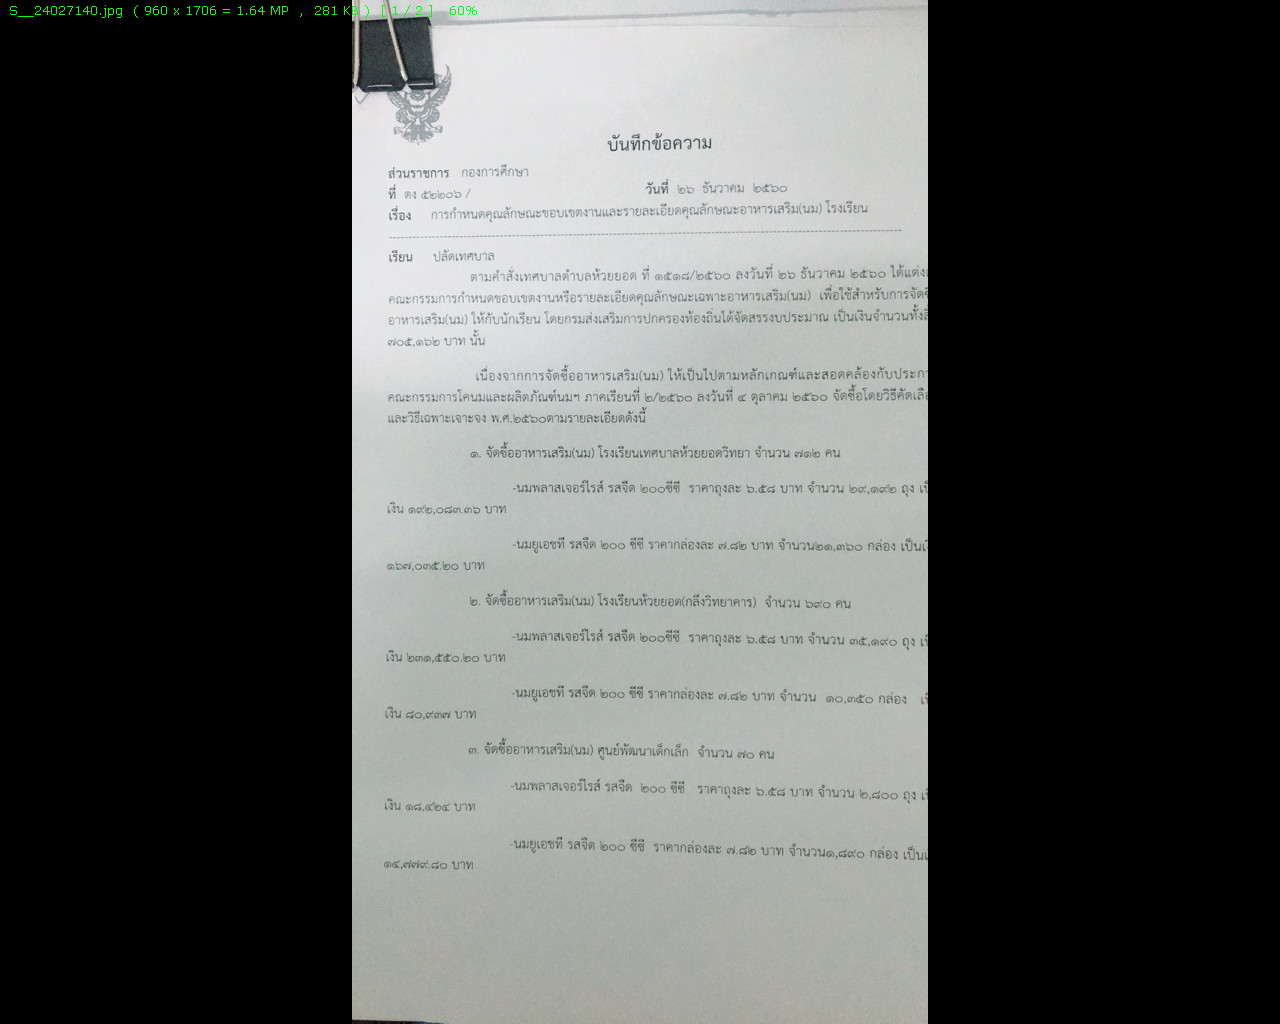 S__24027140.jpg ( 960 x 1706 = 1.64 MP , 281 KB ) [ 1 / 2 ] 60%
บันทึกข้อความ
ส่วนราชการ กองการศึกษา
ที่ ตง ๕๒๒๐๖ / วันที่ ๒๖ ธันวาคม ๒๕๖๐
เรื่อง การกำหนดคุณลักษณะขอบเขตงานและรายละเอียดคุณลักษณะอาหารเสริม(นม) โรงเรียน
เรียน ปลัดเทศบาล
ตามคำสั่งเทศบาลตำบลห้วยยอด ที่ ๑๕๑๘/๒๕๖๐ ลงวันที่ ๒๖ ธันวาคม ๒๕๖๐ ได้แต่ง
คณะกรรมการกำหนดขอบเขตงานหรือรายละเอียดคุณลักษณะเฉพาะอาหารเสริม(นม) เพื่อใช้สำหรับการจัด
อาหารเสริม(นม) ให้กับนักเรียน โดยกรมส่งเสริมการปกครองท้องถิ่นได้จัดสรรงบประมาณ เป็นเงินจำนวนทั้ง
๗๐๕,๑๖๒ บาท นั้น
เนื่องจากการจัดซื้ออาหารเสริม(นม) ให้เป็นไปตามหลักเกณฑ์และสอดคล้องกับประกา
คณะกรรมการโคนมและผลิตภัณฑ์นมฯ ภาคเรียนที่ ๒/๒๕๖๐ ลงวันที่ ๔ ตุลาคม ๒๕๖๐ จัดซื้อโดยวิธีคัดเลื
และวิธีเฉพาะเจาะจง พ.ศ.๒๕๖๐ตามรายละเอียดดังนี้
๑. จัดซื้ออาหารเสริม(นม) โรงเรียนเทศบาลห้วยยอดวิทยา จำนวน ๗๑๒ คน
-นมพลาสเจอร์ไรส์ รสจืด ๒๐๐ซีซี ราคาถุงละ ๖.๕๘ บาท จำนวน ๒๙,๑๙๒ ถุง เป็
เงิน ๑๙๒,๐๘๓.๓๖ บาท
-นมยูเอชที รสจืด ๒๐๐ ซีซี ราคากล่องละ ๗.๘๒ บาท จำนวน๒๑,๓๖๐ กล่อง เป็นเ
๑๖๗,๐๓๕.๒๐ บาท
๒. จัดซื้ออาหารเสริม(นม) โรงเรียนห้วยยอด(กลึงวิทยาคาร) จำนวน ๖๙๐ คน
-นมพลาสเจอร์ไรส์ รสจืด ๒๐๐ซีซี ราคาถุงละ ๖.๕๘ บาท จำนวน ๓๕,๑๙๐ ถุง เป็
เงิน ๒๓๑,๕๕๐.๒๐ บาท
-นมยูเอชที รสจืด ๒๐๐ ซีซี ราคากล่องละ ๗.๘๒ บาท จำนวน ๑๐,๓๕๐ กล่อง เป็
เงิน ๘๐,๙๓๗ บาท
๓. จัดซื้ออาหารเสริม(นม) ศูนย์พัฒนาเด็กเล็ก จำนวน ๗๐ คน
-นมพลาสเจอร์ไรส์ รสจืด ๒๐๐ ซีซี ราคาถุงละ ๖.๕๘ บาท จำนวน ๒,๘๐๐ ถุง เป็
เงิน ๑๘,๔๒๔ บาท
-นมยูเอชที รสจืด ๒๐๐ ซีซี ราคากล่องละ ๗.๘๒ บาท จำนวน๑,๘๙๐ กล่อง เป็น
๑๔,๗๗๙.๘๐ บาท